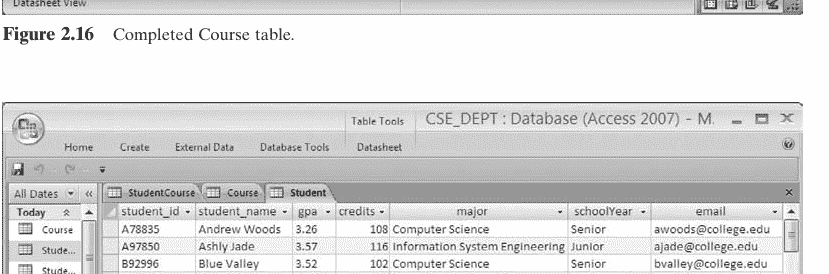 Datasheet View
Figure 2.16 Completed Course table.
Table Tools CSE_DEPT : Database (Access 2007) - M.
Home Create External Data Database Tools Datasheet
All Dates StudentCourse Course Student
Today student_id student_name gpa credits major schoolYear email
Course A78835 Andrew Woods 3.26 108 Computer Science Senior awoods@college.edu
Stude... A97850 Ashly Jade 3.57 116 Information System Engineering Junior ajade@college.edu
Stude... B92996 Blue Valley 3.52 102 Computer Science Senior bvalley@college.edu